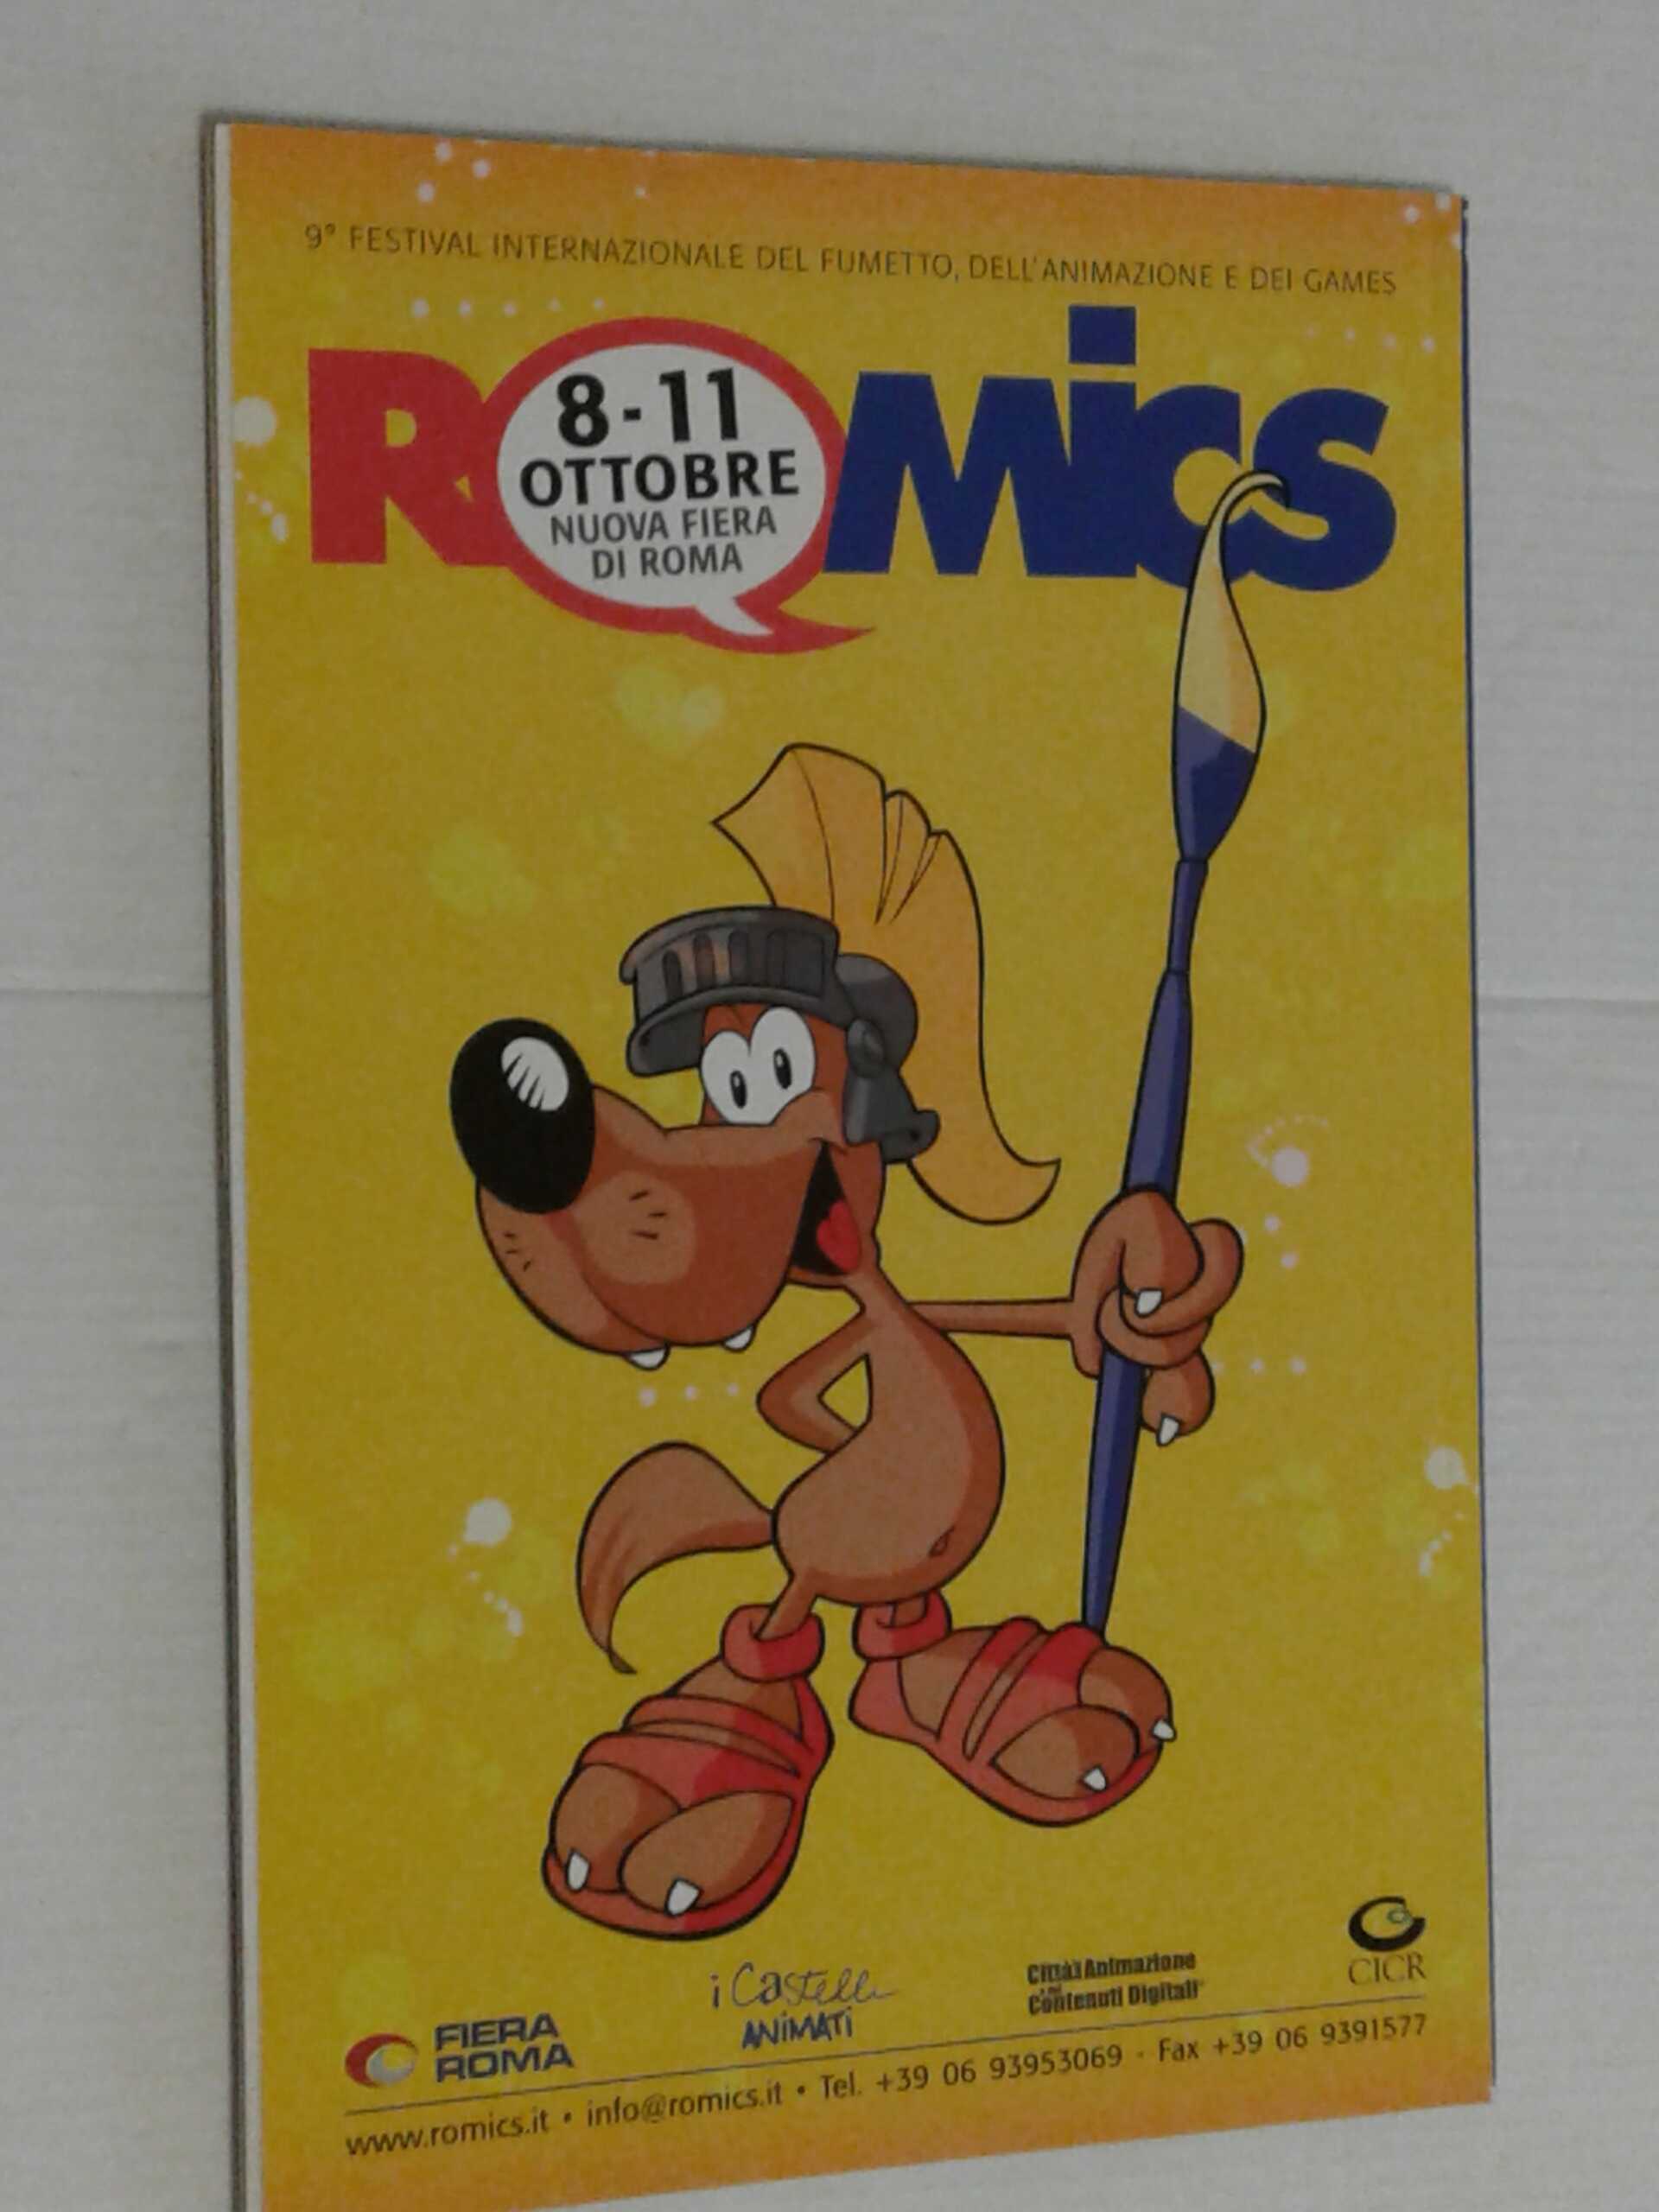 9° FESTIVAL INTERNAZIONALE DEL FUMETTO, DELL'ANIMAZIONE E DEI GAMES
ROMics
8-11
OTTOBRE
NUOVA FIERA
DI ROMA
FIERA
ROMA
i Castelli
ANiMATi
Città Animazione
Contenuti Digitali
CICR
www.romics.it • info@romics.it • Tel. +39 06 93953069 - Fax +39 06 9391577